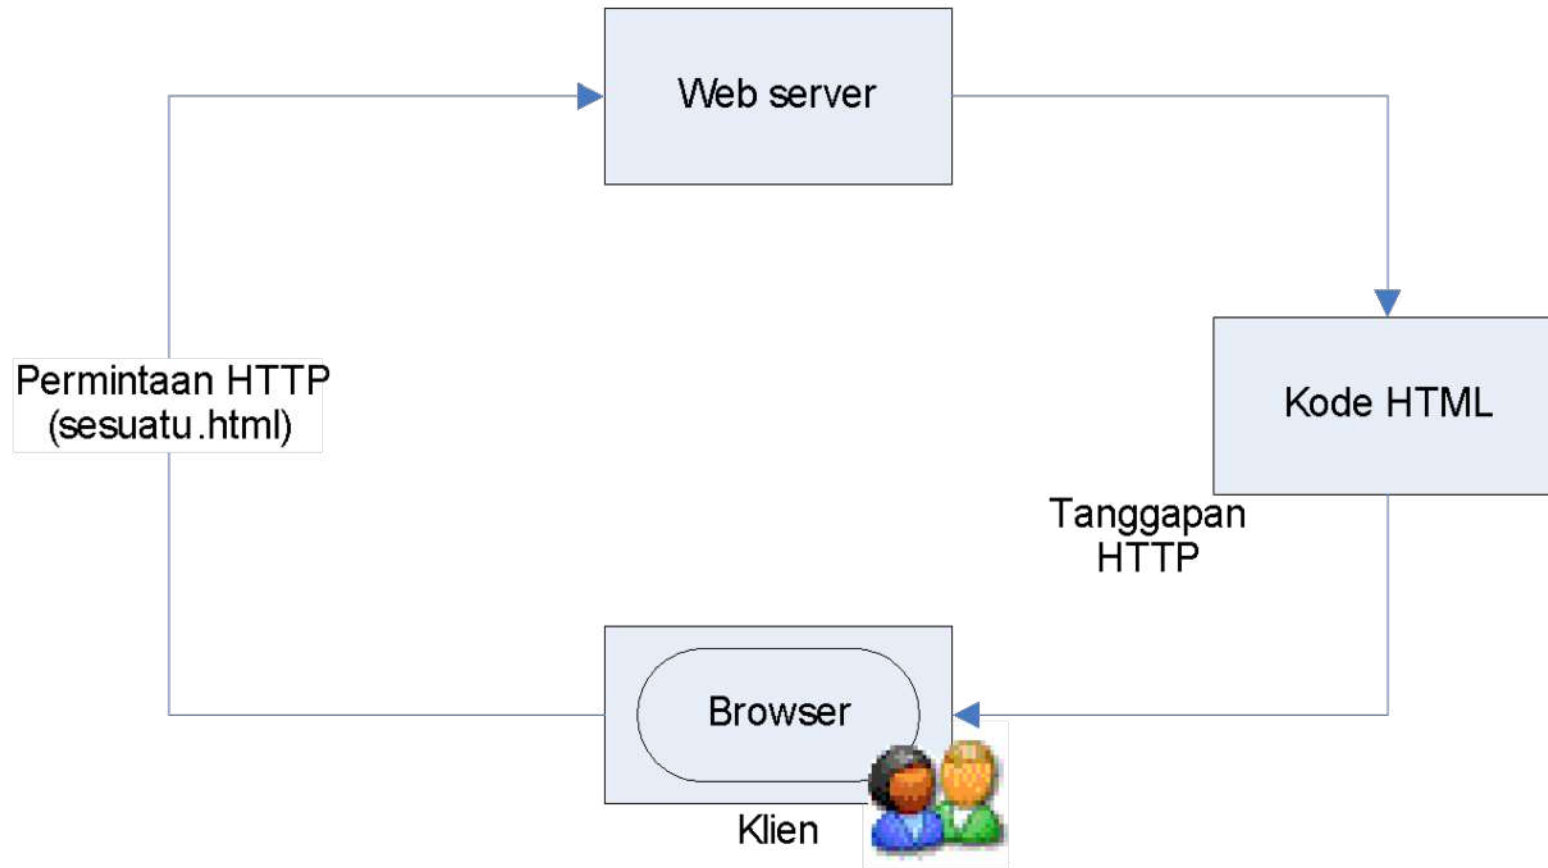 Web server
Permintaan HTTP
(sesuatu.html)
Kode HTML
Tanggapan
HTTP
Browser
Klien